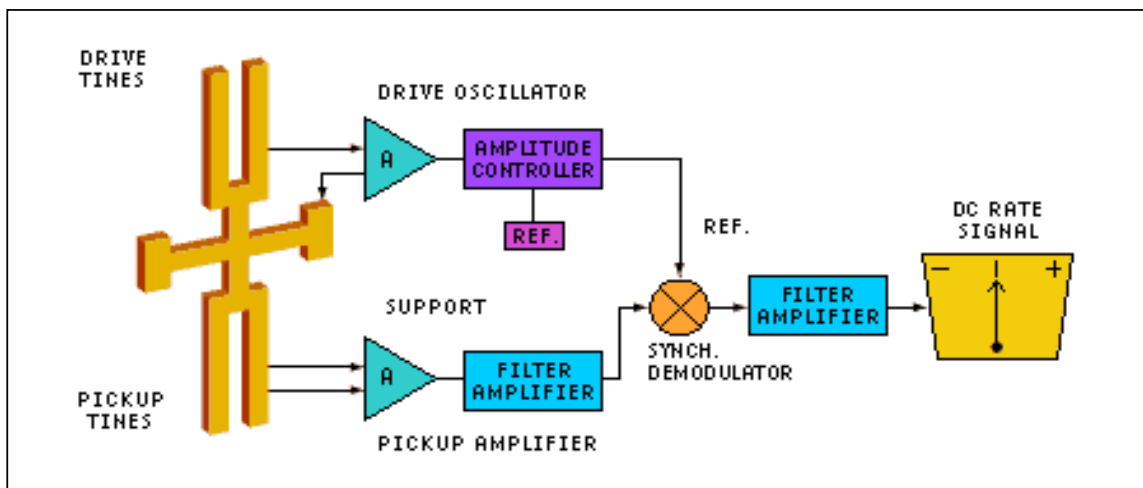 DRIVE
TINES
DRIVE OSCILLATOR
A
AMPLITUDE
CONTROLLER
REF.
REF.
DC RATE
SIGNAL
− +
SUPPORT
FILTER
AMPLIFIER
SYNCH.
DEMODULATOR
A
FILTER
AMPLIFIER
PICKUP
TINES
PICKUP AMPLIFIER